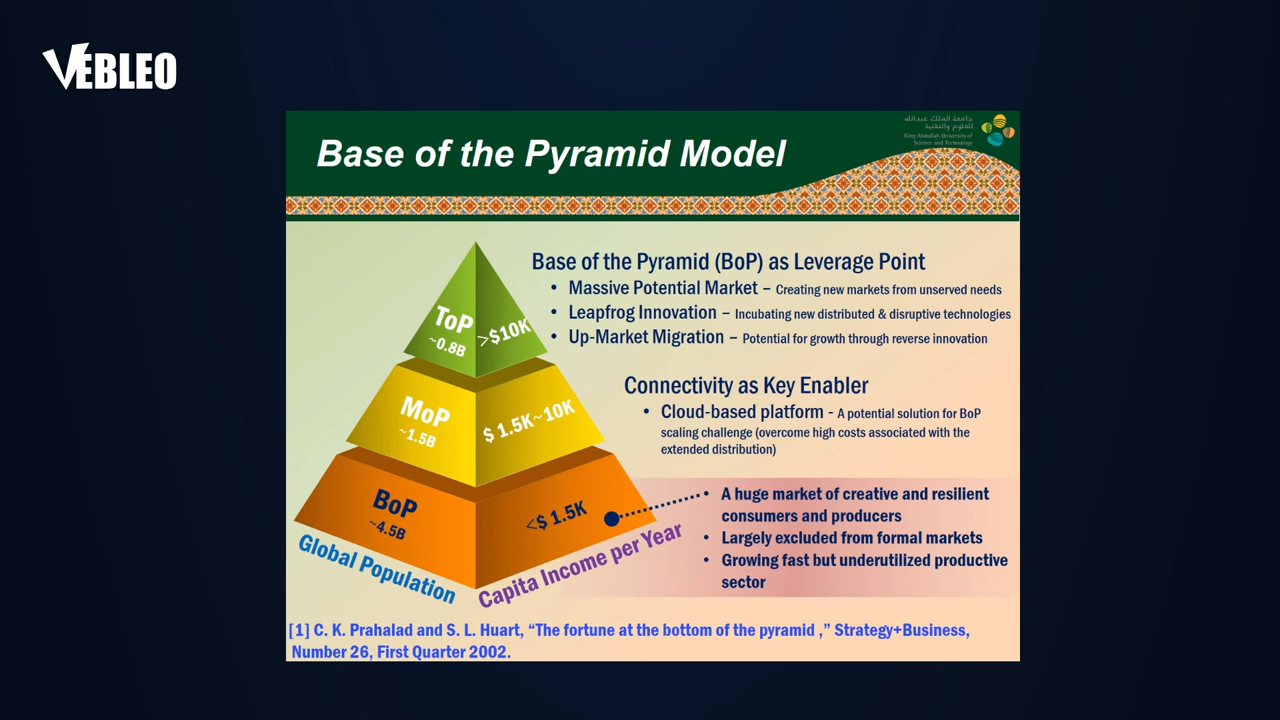 VEBLEO
جامعة الملك عبدالله
للعلوم والتقنية
King Abdullah University of
Science and Technology
Base of the Pyramid Model
Base of the Pyramid (BoP) as Leverage Point
• Massive Potential Market – Creating new markets from unserved needs
• Leapfrog Innovation – Incubating new distributed & disruptive technologies
• Up-Market Migration – Potential for growth through reverse innovation
ToP
~0.8B
>$10K
Connectivity as Key Enabler
• Cloud-based platform - A potential solution for BoP
scaling challenge (overcome high costs associated with the
extended distribution)
MoP
~1.5B
$ 1.5K~10K
BoP
~4.5B
<$ 1.5K
• A huge market of creative and resilient
consumers and producers
• Largely excluded from formal markets
• Growing fast but underutilized productive
sector
Global Population
Capita Income per Year
[1] C. K. Prahalad and S. L. Huart, “The fortune at the bottom of the pyramid ,” Strategy+Business,
Number 26, First Quarter 2002.